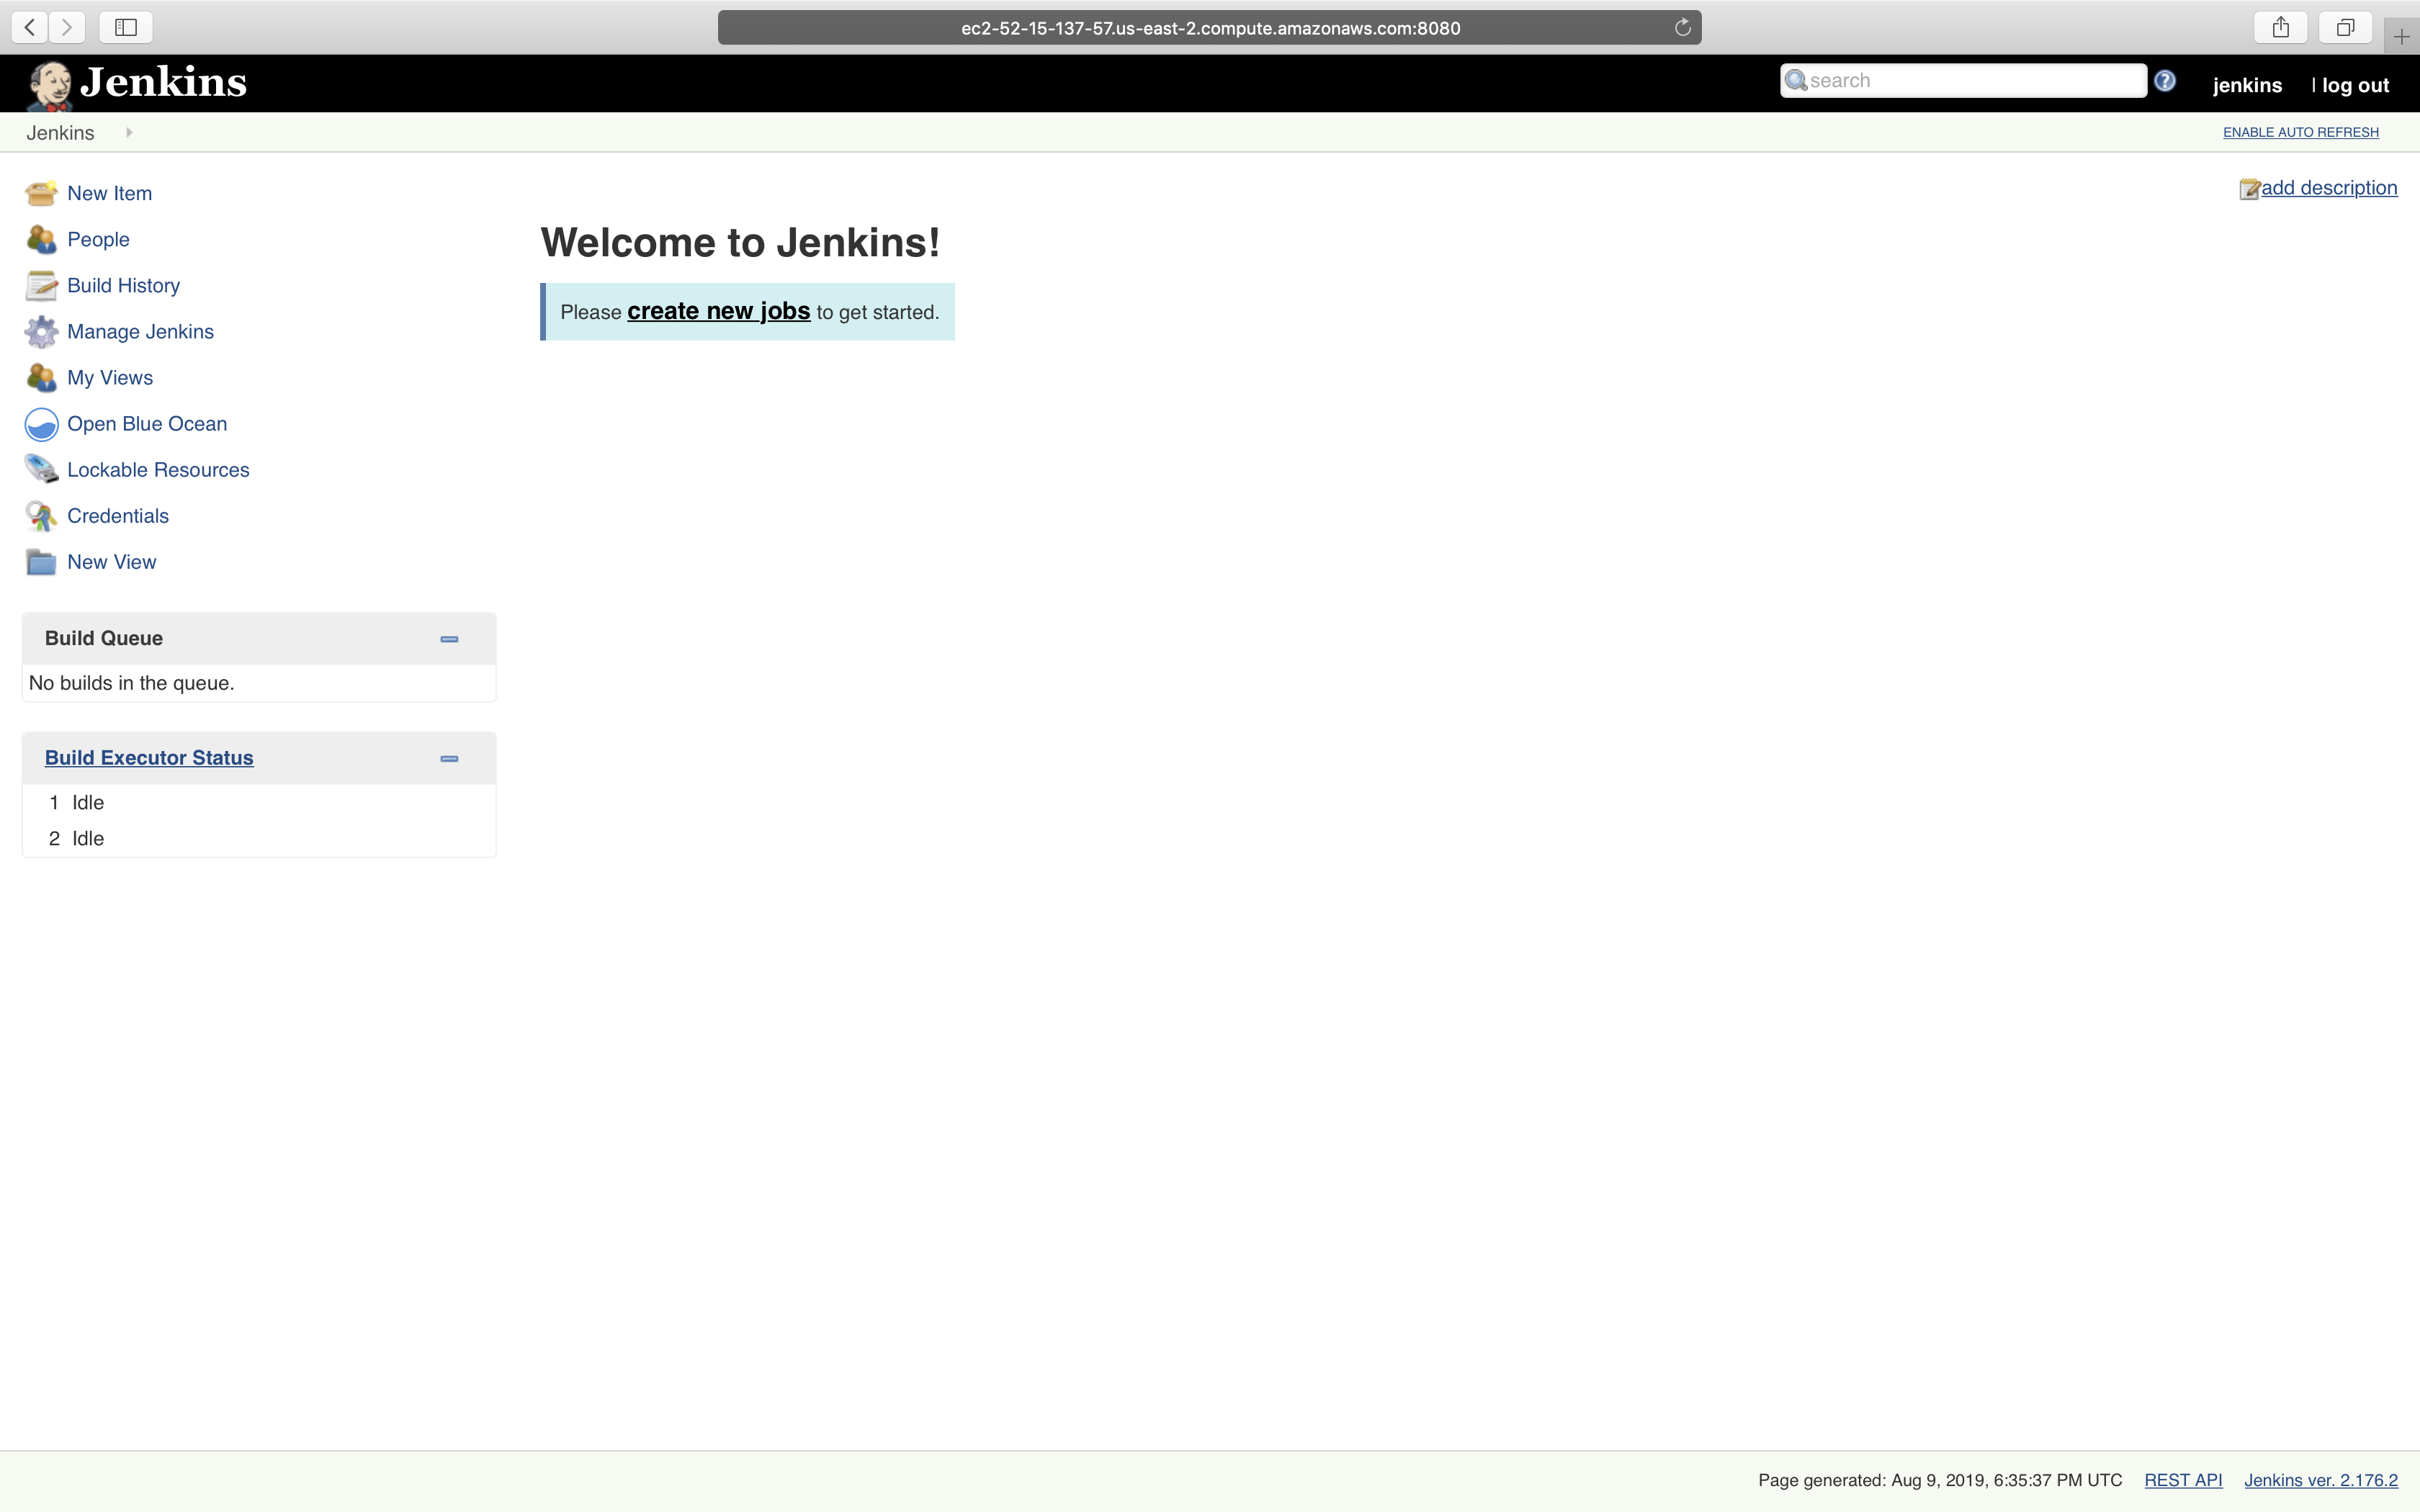 ec2-52-15-137-57.us-east-2.compute.amazonaws.com:8080
Jenkins
search
jenkins
| log out
Jenkins
ENABLE AUTO REFRESH
New Item
People
Build History
Manage Jenkins
My Views
Open Blue Ocean
Lockable Resources
Credentials
New View
add description
Welcome to Jenkins!
Please create new jobs to get started.
Build Queue
No builds in the queue.
Build Executor Status
1 Idle
2 Idle
Page generated: Aug 9, 2019, 6:35:37 PM UTC
REST API
Jenkins ver. 2.176.2